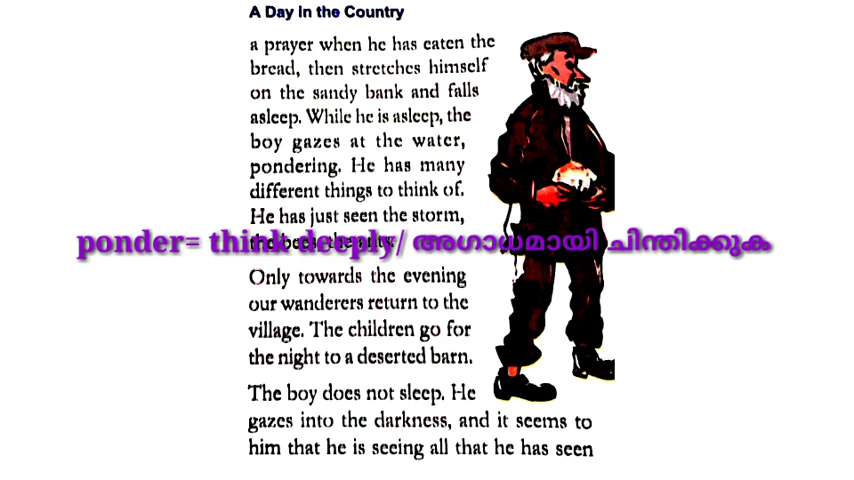 A Day in the Country
a prayer when he has eaten the
bread, then stretches himself
on the sandy bank and falls
asleep. While he is asleep, the
boy gazes at the water,
pondering. He has many
different things to think of.
He has just seen the storm,
the bees, the ants.
ponder= think deeply/ അഗാധമായി ചിന്തിക്കുക
Only towards the evening
our wanderers return to the
village. The children go for
the night to a deserted barn.
The boy does not sleep. He
gazes into the darkness, and it seems to
him that he is seeing all that he has seen